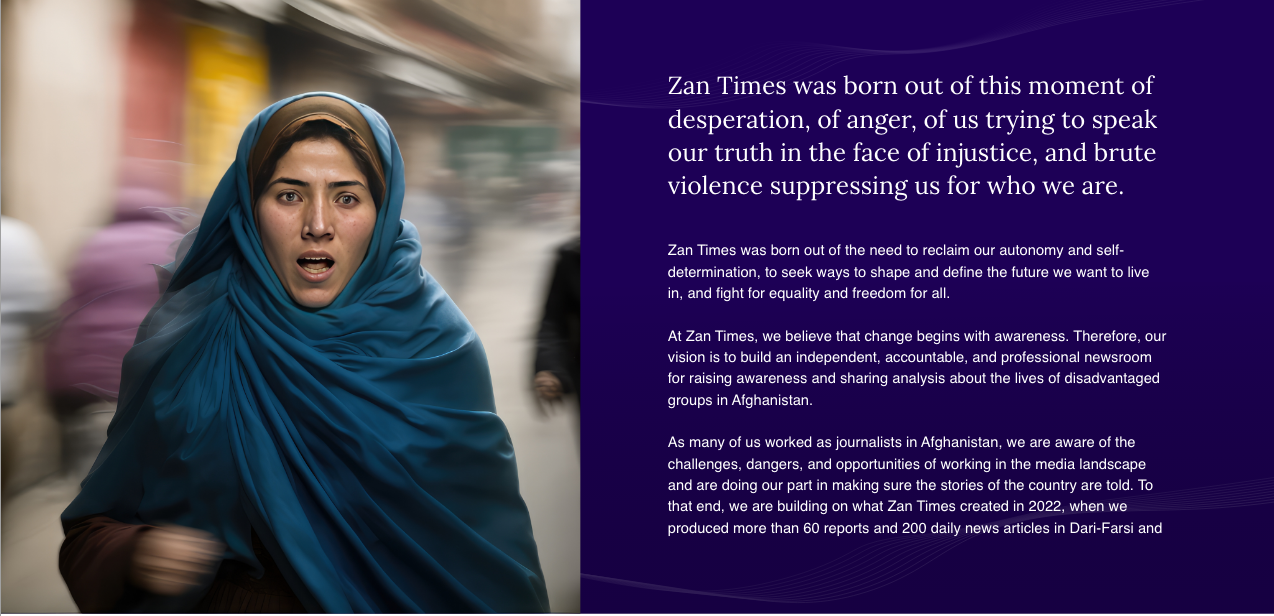 Zan Times was born out of this moment of
desperation, of anger, of us trying to speak
our truth in the face of injustice, and brute
violence suppressing us for who we are.
Zan Times was born out of the need to reclaim our autonomy and self-
determination, to seek ways to shape and define the future we want to live
in, and fight for equality and freedom for all.
At Zan Times, we believe that change begins with awareness. Therefore, our
vision is to build an independent, accountable, and professional newsroom
for raising awareness and sharing analysis about the lives of disadvantaged
groups in Afghanistan.
As many of us worked as journalists in Afghanistan, we are aware of the
challenges, dangers, and opportunities of working in the media landscape
and are doing our part in making sure the stories of the country are told. To
that end, we are building on what Zan Times created in 2022, when we
produced more than 60 reports and 200 daily news articles in Dari-Farsi and